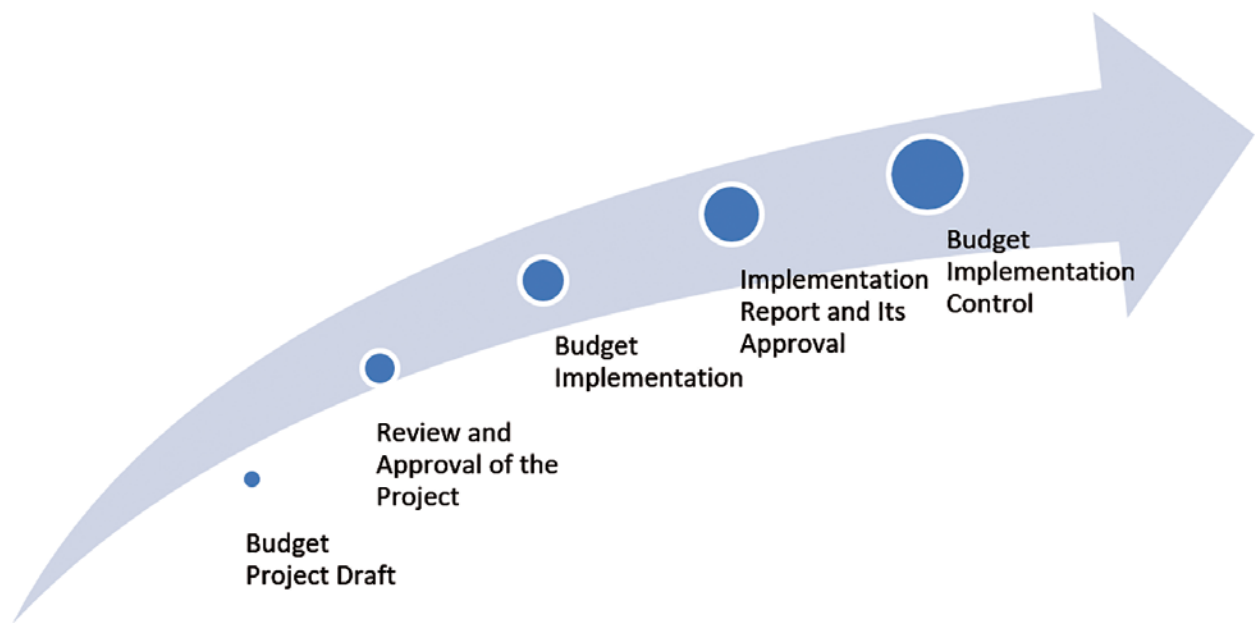 Budget
Project Draft
Review and
Approval of the
Project
Budget
Implementation
Implementation
Report and Its
Approval
Budget
Implementation
Control